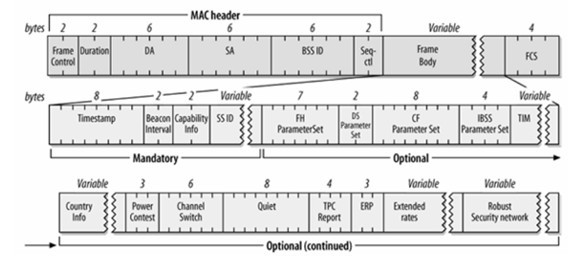 MAC header
bytes 2 2 6 6 6 2 Variable 4
Frame Control Duration DA SA BSS ID Seq-ctl Frame Body FCS
bytes 8 2 2 Variable 7 2 8 4 Variable
Timestamp Beacon Interval Capability Info SS ID FH ParameterSet DS Parameter Set CF Parameter Set IBSS Parameter Set TIM
Mandatory Optional
Variable 3 6 8 4 3 Variable Variable
Country Info Power Contest Channel Switch Quiet TPC Report ERP Extended rates Robust Security network
Optional (continued)